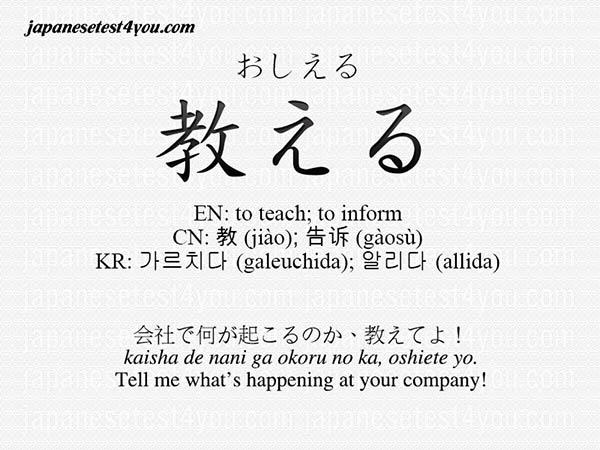 japanesetest4you.com
おしえる
教える
EN: to teach; to inform
CN: 教 (jiào); 告诉 (gàosù)
KR: 가르치다 (galeuchida); 알리다 (allida)
会社で何が起こるのか、教えてよ！
kaisha de nani ga okoru no ka, oshiete yo.
Tell me what's happening at your company!